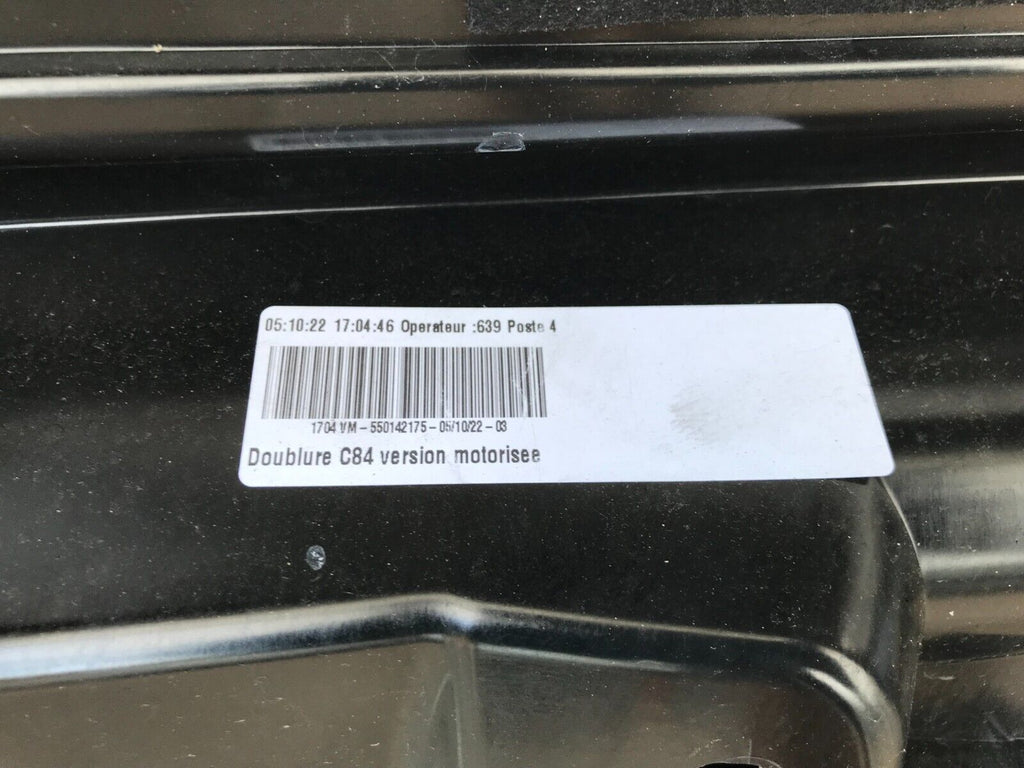 05:10:22 17:04:46 Operateur :639 Poste 4
1704 VM - 550142175 - 05/10/22 - 03
Doublure C84 version motorisee